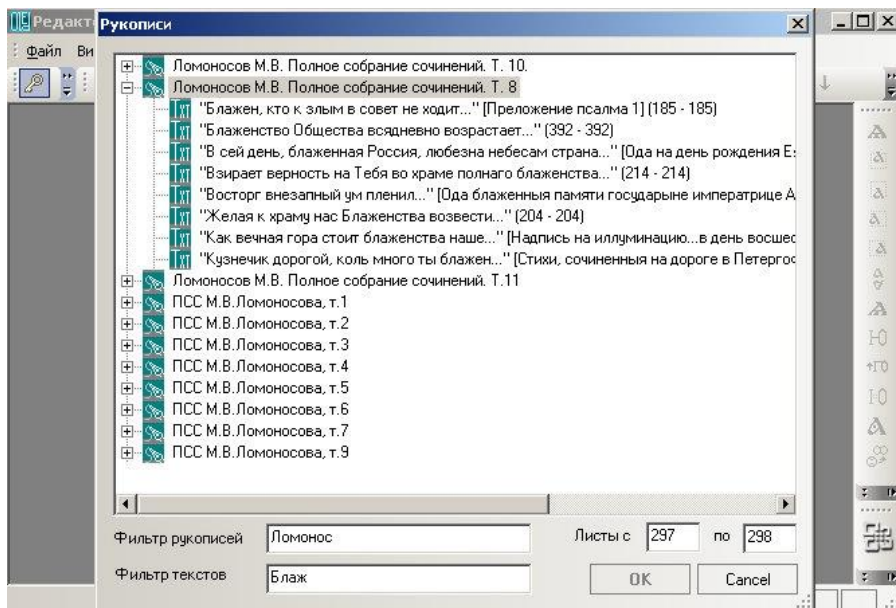 Редакт
Рукописи
Файл Ви
Ломоносов М.В. Полное собрание сочинений. Т. 10.
Ломоносов М.В. Полное собрание сочинений. Т. 8
"Блажен, кто к злым в совет не ходит..." [Преложение псалма 1] (185 - 185)
"Блаженство Общества всядневно возрастает..." (392 - 392)
"В сей день, блаженная Россия, любезна небесам страна..." [Ода на день рождения Е
"Взирает верность на Тебя во храме полнаго блаженства..." (214 - 214)
"Восторг внезапный ум пленил..." [Ода блаженныя памяти государыне императрице А
"Желая к храму нас Блаженства возвести..." (204 - 204)
"Как вечная гора стоит блаженства наше..." [Надпись на иллуминацию...в день восшес
"Кузнечик дорогой, коль много ты блажен..." [Стихи, сочиненныя на дороге в Петергоф
Ломоносов М.В. Полное собрание сочинений. Т.11
ПСС М.В.Ломоносова, т.1
ПСС М.В.Ломоносова, т.2
ПСС М.В.Ломоносова, т.3
ПСС М.В.Ломоносова, т.4
ПСС М.В.Ломоносова, т.5
ПСС М.В.Ломоносова, т.6
ПСС М.В.Ломоносова, т.7
ПСС М.В.Ломоносова, т.9
Фильтр рукописей Ломонос Листы с 297 по 298
Фильтр текстов Блаж OK Cancel